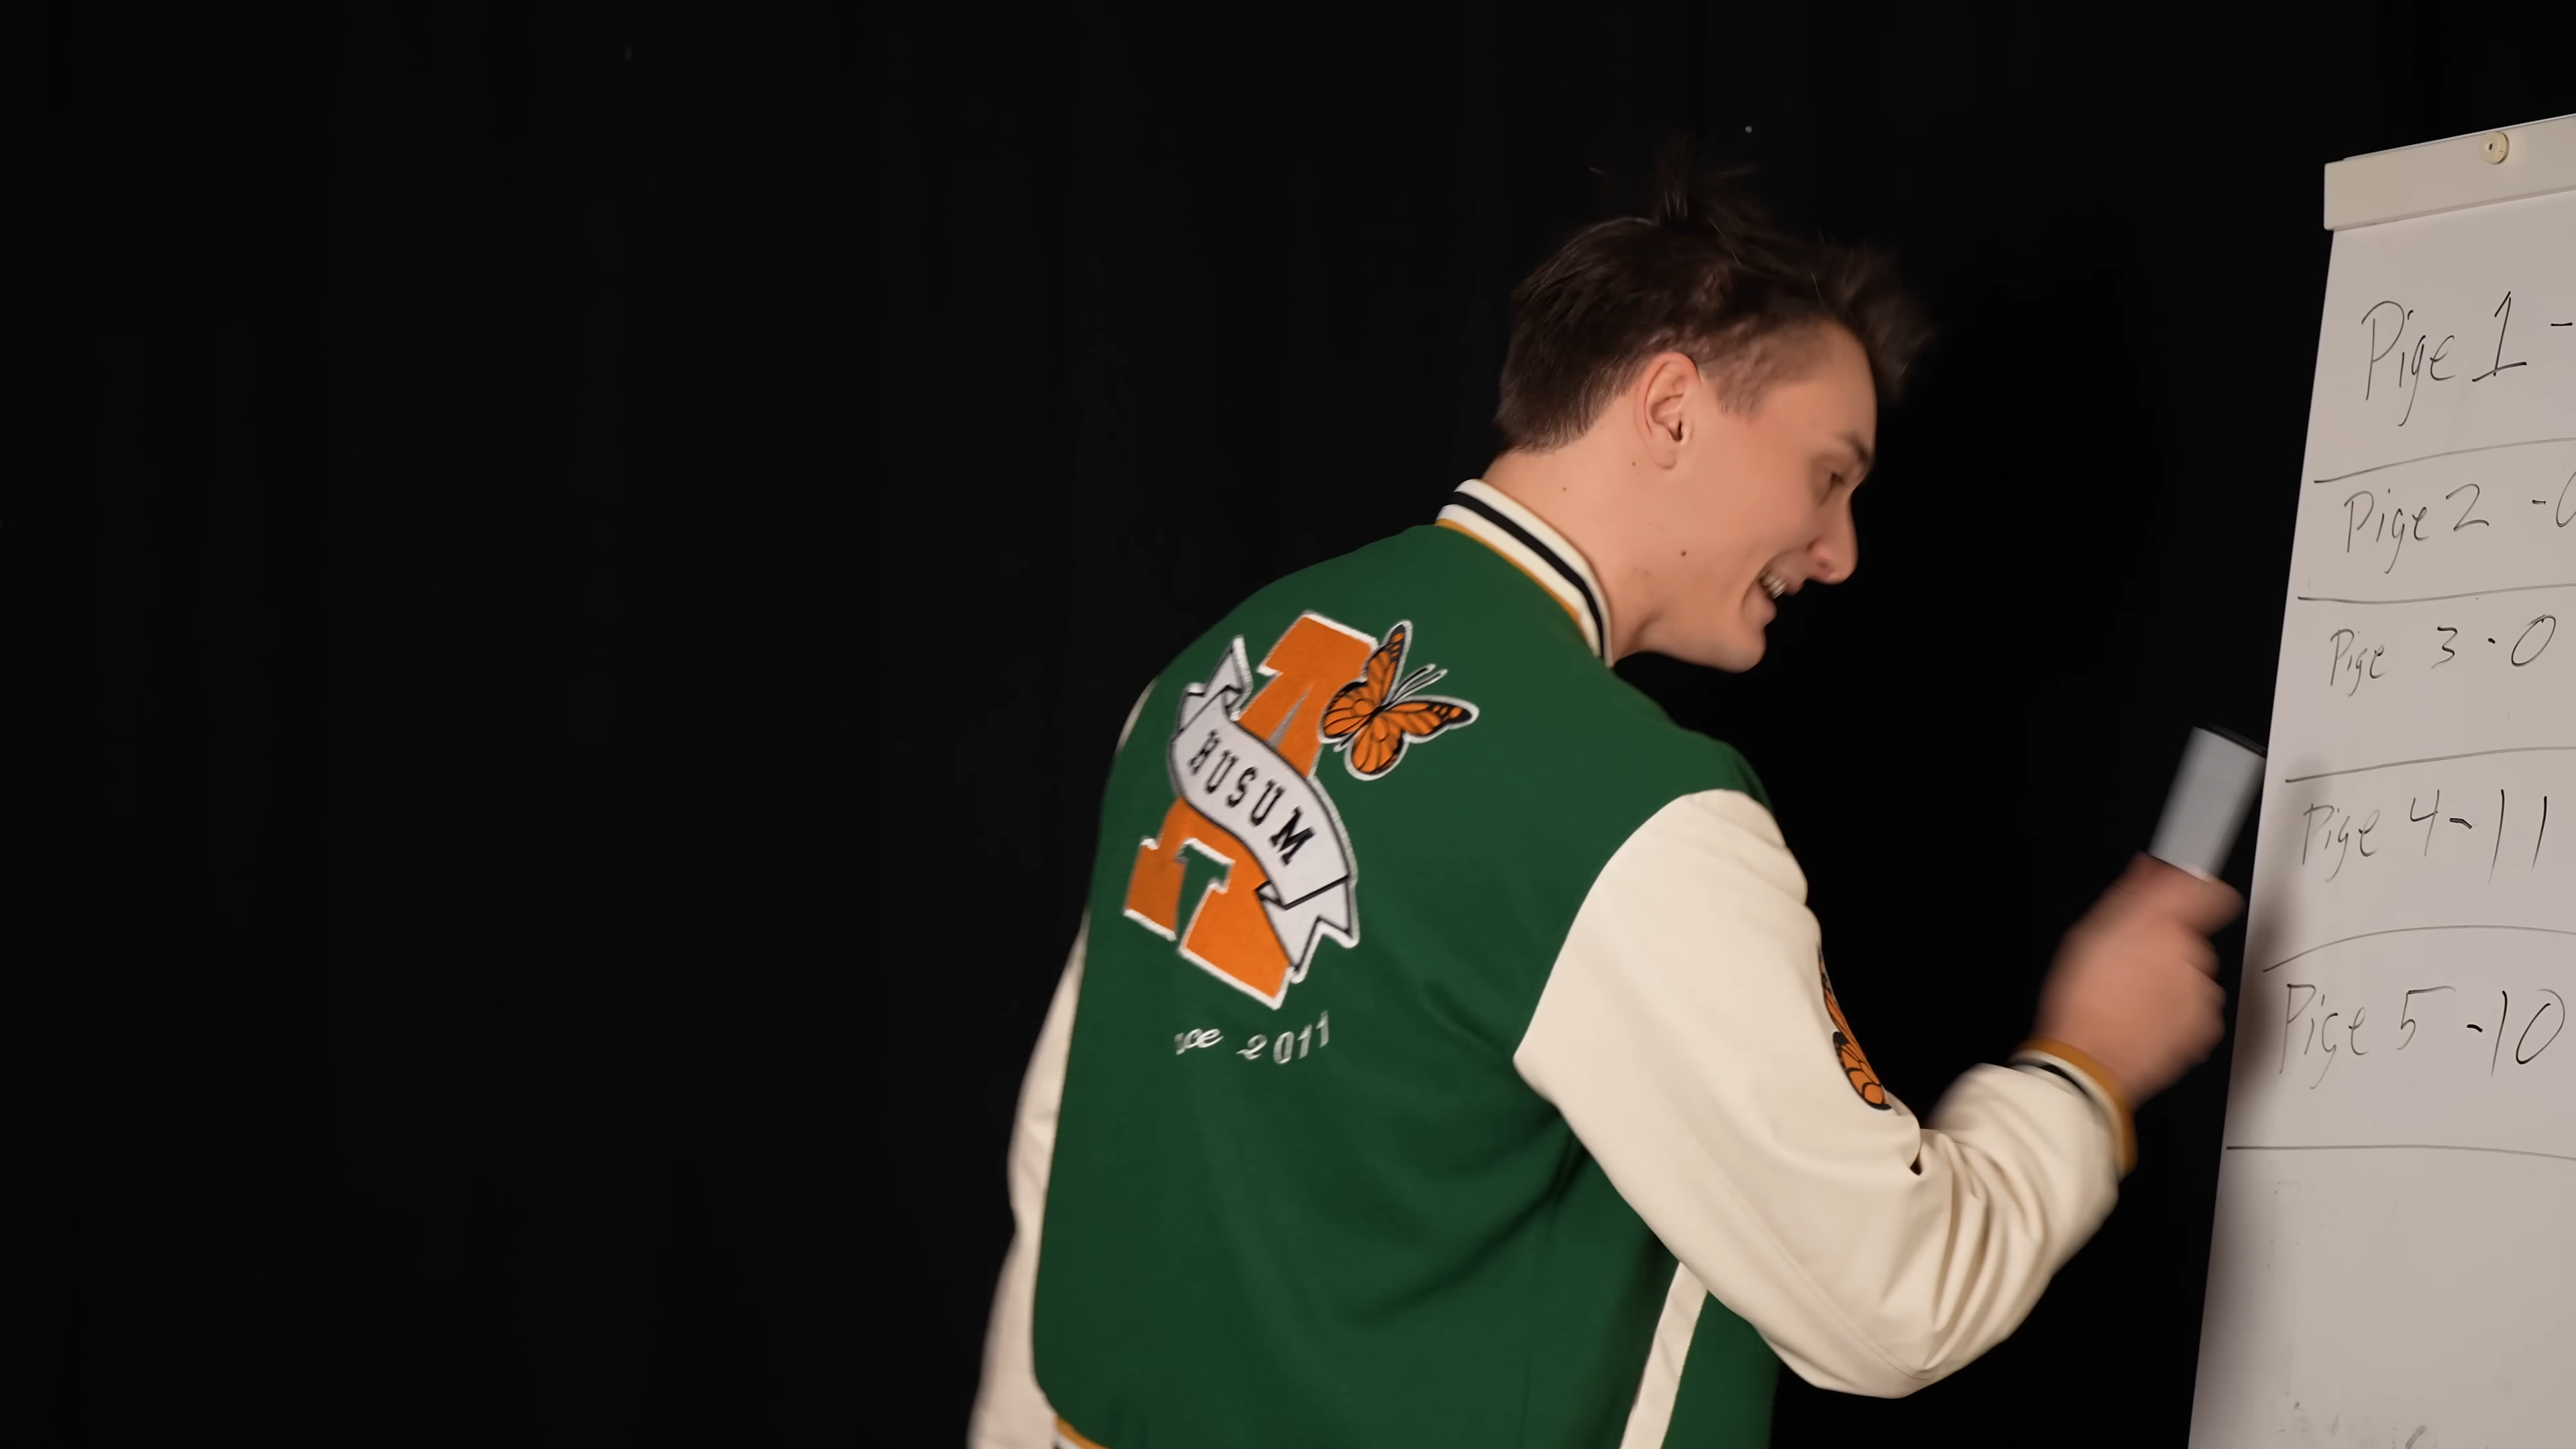 A
HUSUM
2011
Pige 1 -
Pige 2 -
Pige 3 - 0
Pige 4 - 11
Pige 5 - 10